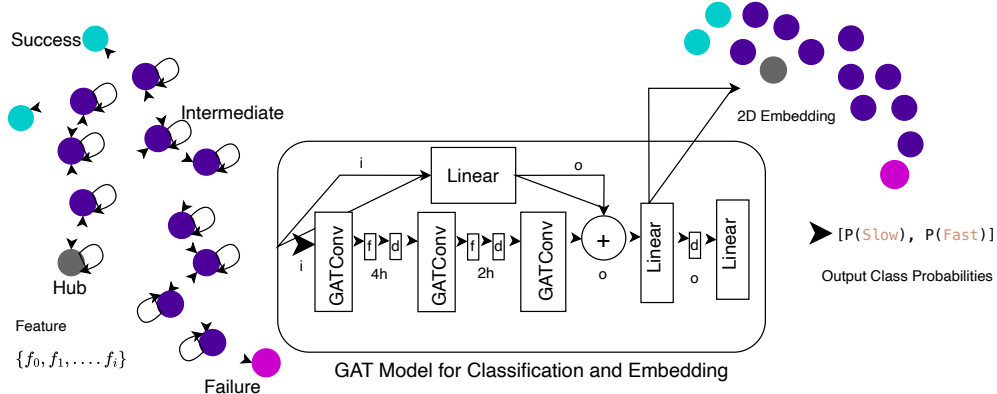 Success
Intermediate
Hub
Feature
{f₀, f₁, . . . . fᵢ}
Failure
i
Linear
o
i
GATConv
f
d
4h
GATConv
f
d
2h
GATConv
+
o
Linear
d
o
Linear
GAT Model for Classification and Embedding
2D Embedding
[P(Slow), P(Fast)]
Output Class Probabilities